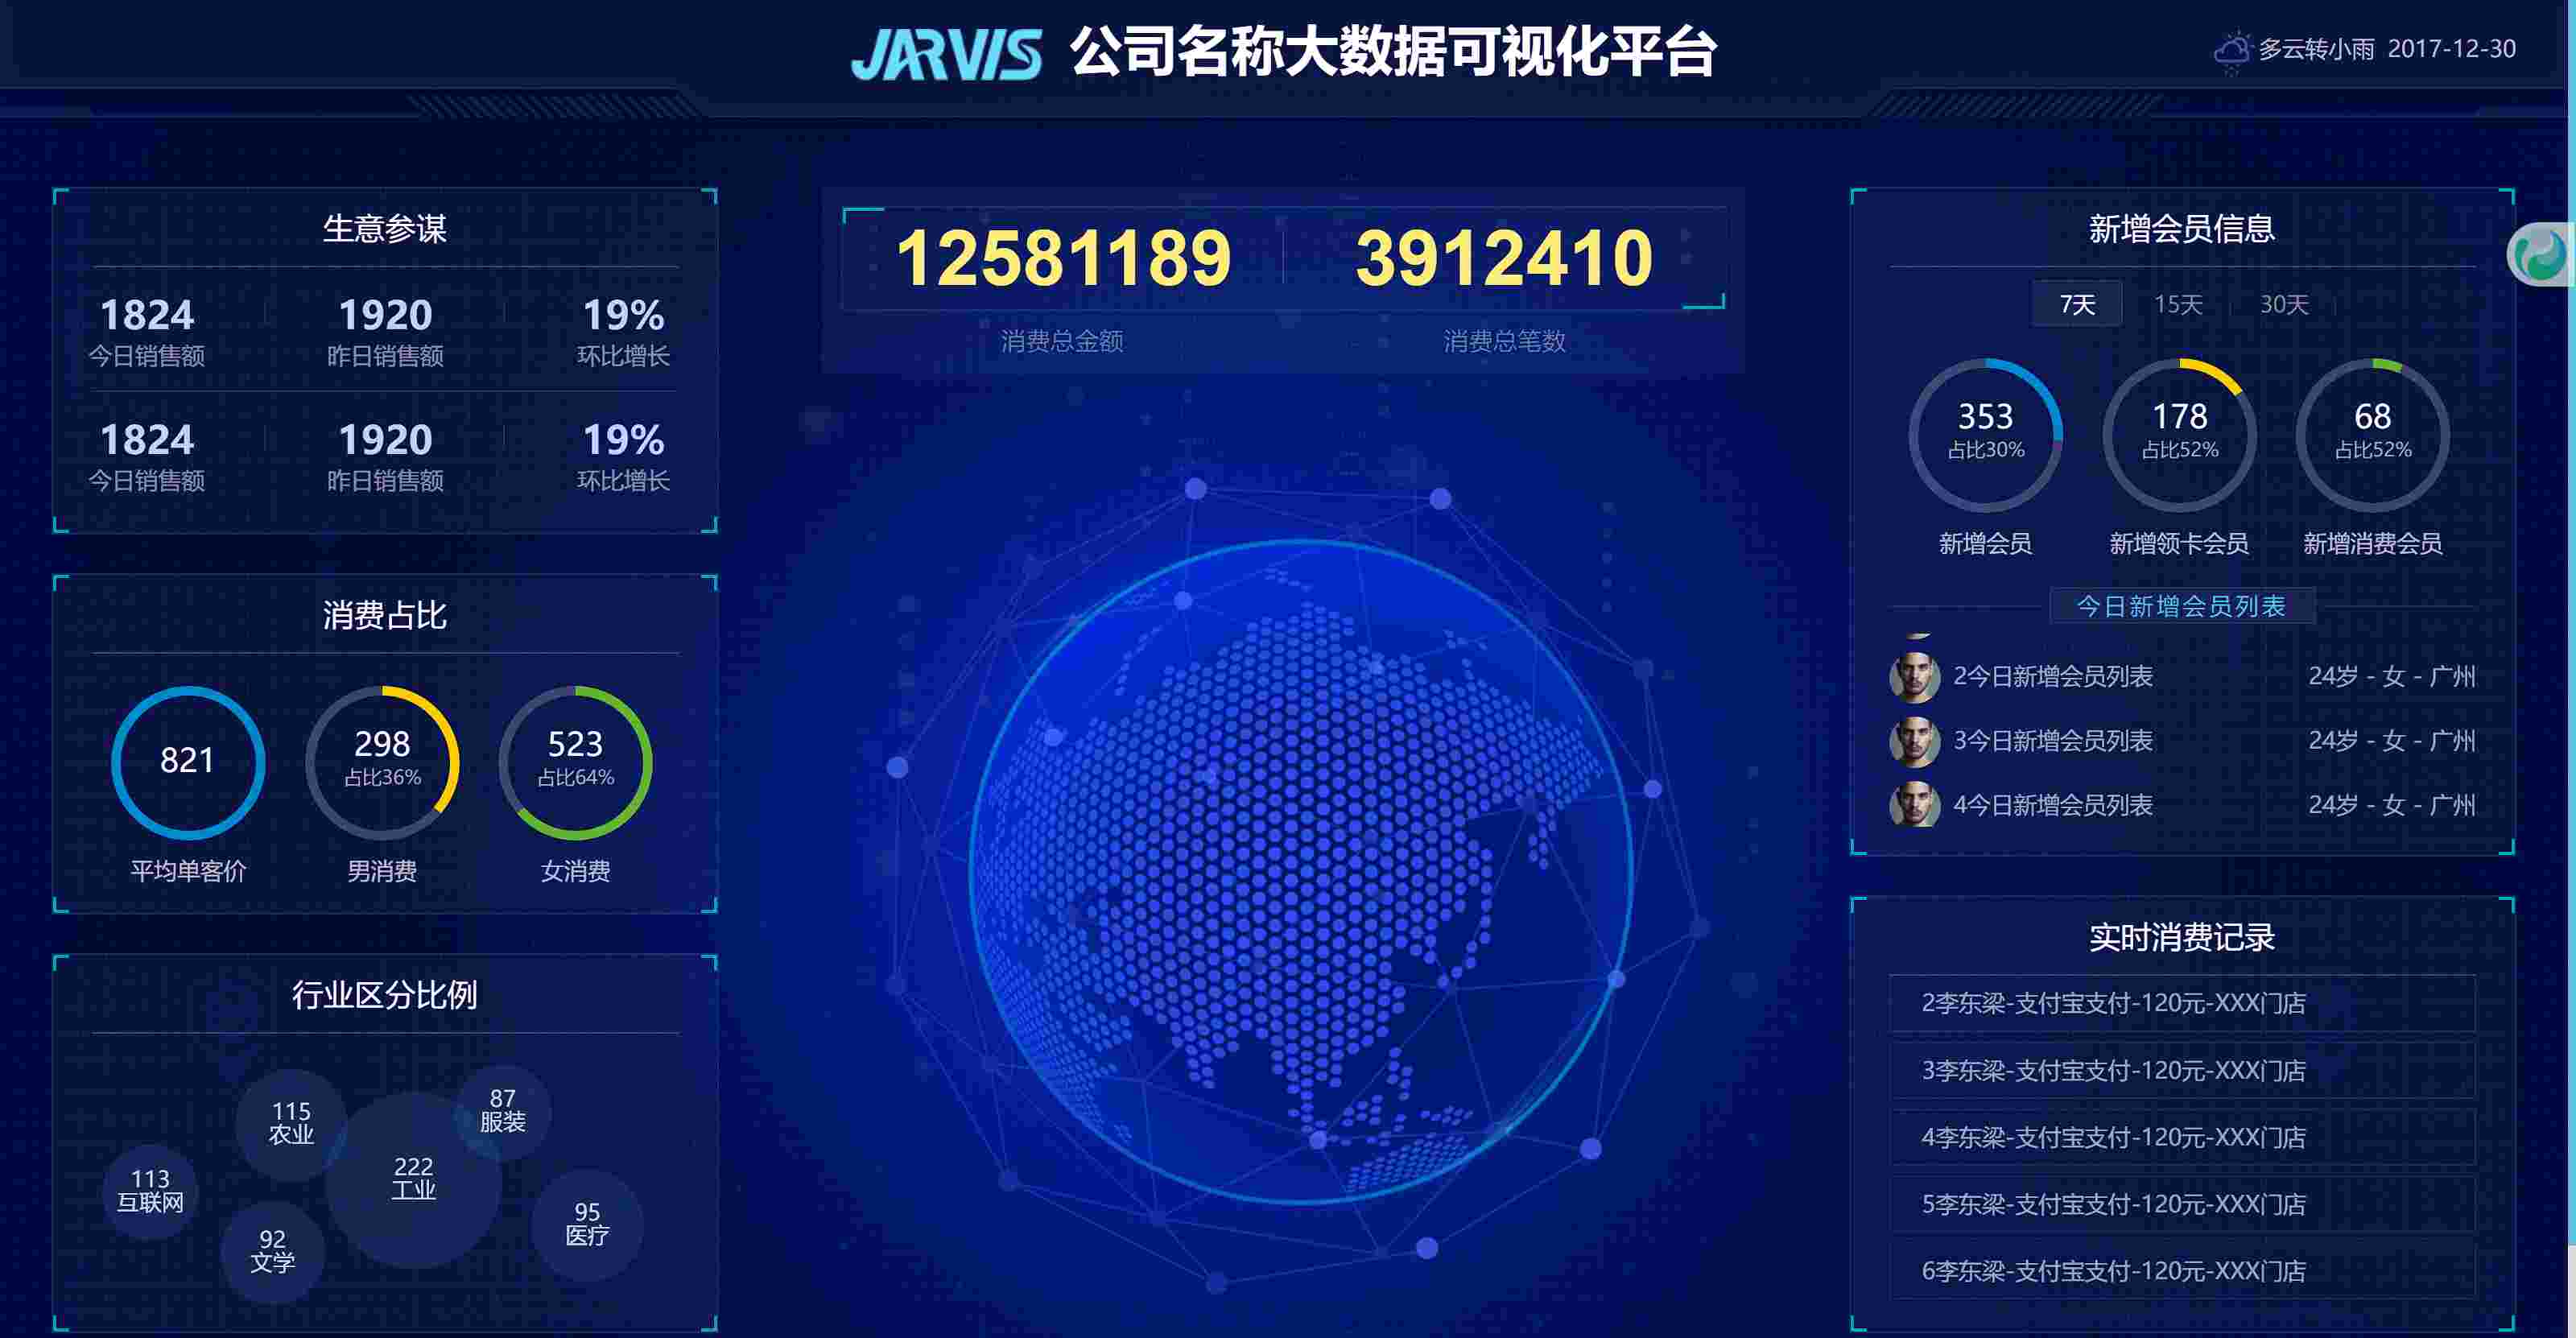 JARVIS 公司名称大数据可视化平台
多云转小雨 2017-12-30
生意参谋
1824 1920 19%
今日销售额 昨日销售额 环比增长
1824 1920 19%
今日销售额 昨日销售额 环比增长
消费占比
821
298
占比36%
523
占比64%
平均单客价 男消费 女消费
行业区分比例
115
农业
87
服装
222
工业
113
互联网
92
文学
95
医疗
12581189 3912410
消费总金额 消费总笔数
新增会员信息
7天 15天 30天
353
占比30%
178
占比52%
68
占比52%
新增会员 新增领卡会员 新增消费会员
今日新增会员列表
2今日新增会员列表 24岁 - 女 - 广州
3今日新增会员列表 24岁 - 女 - 广州
4今日新增会员列表 24岁 - 女 - 广州
实时消费记录
2李东梁-支付宝支付-120元-XXX门店
3李东梁-支付宝支付-120元-XXX门店
4李东梁-支付宝支付-120元-XXX门店
5李东梁-支付宝支付-120元-XXX门店
6李东梁-支付宝支付-120元-XXX门店